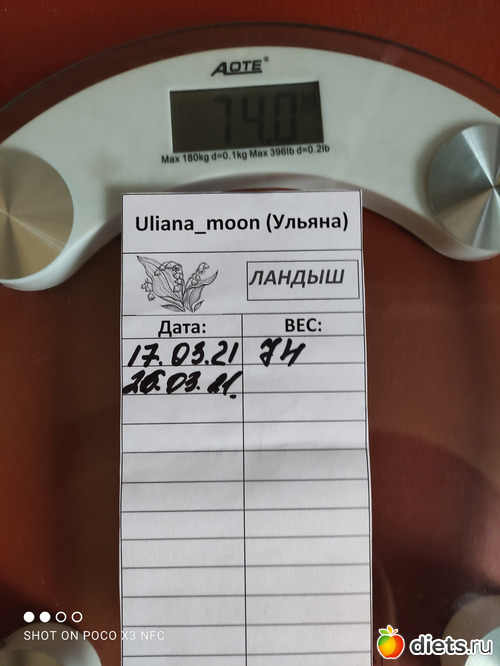 AOTE®
74.0 kg
Max 180kg d=0.1kg Max 396lb d=0.2lb
Uliana_moon (Ульяна)
ЛАНДЫШ
Дата: ВЕС:
17.03.21 74
26.03.21.
SHOT ON POCO X3 NFC
diets.ru